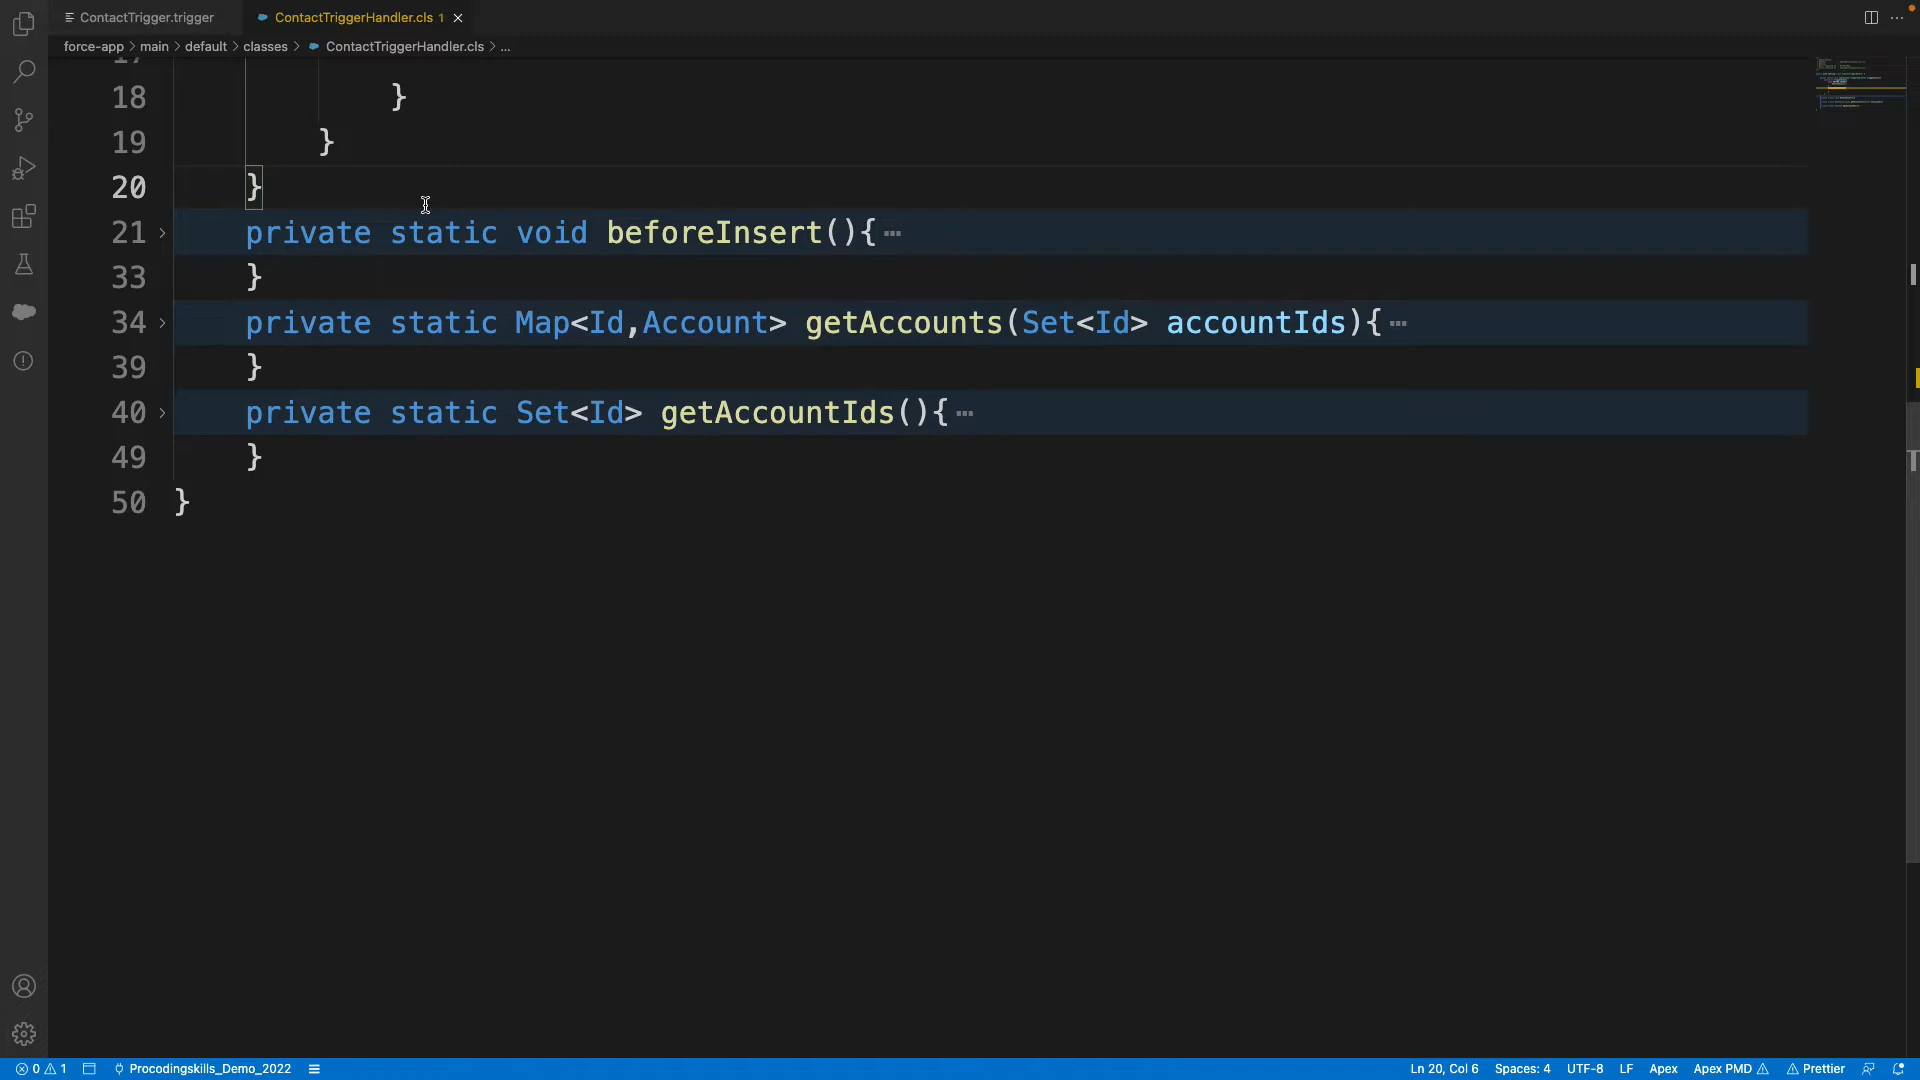 ContactTrigger.trigger
ContactTriggerHandler.cls 1
force-app > main > default > classes > ContactTriggerHandler.cls > ...
17
18 }
19 }
20 }
21 private static void beforeInsert(){
33 }
34 private static Map<Id,Account> getAccounts(Set<Id> accountIds){
39 }
40 private static Set<Id> getAccountIds(){
49 }
50 }
0 1 Procodingskills_Demo_2022 Ln 20, Col 6 Spaces: 4 UTF-8 LF Apex Apex PMD Prettier